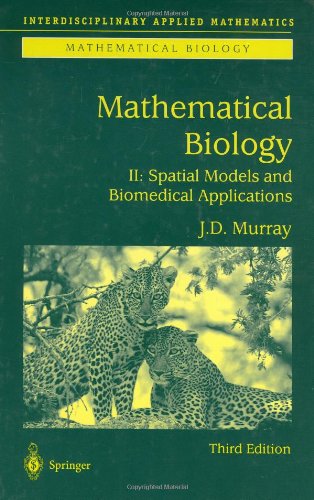 INTERDISCIPLINARY APPLIED MATHEMATICS
MATHEMATICAL BIOLOGY
Mathematical
Biology
II: Spatial Models and
Biomedical Applications
J.D. Murray
Third Edition
Springer